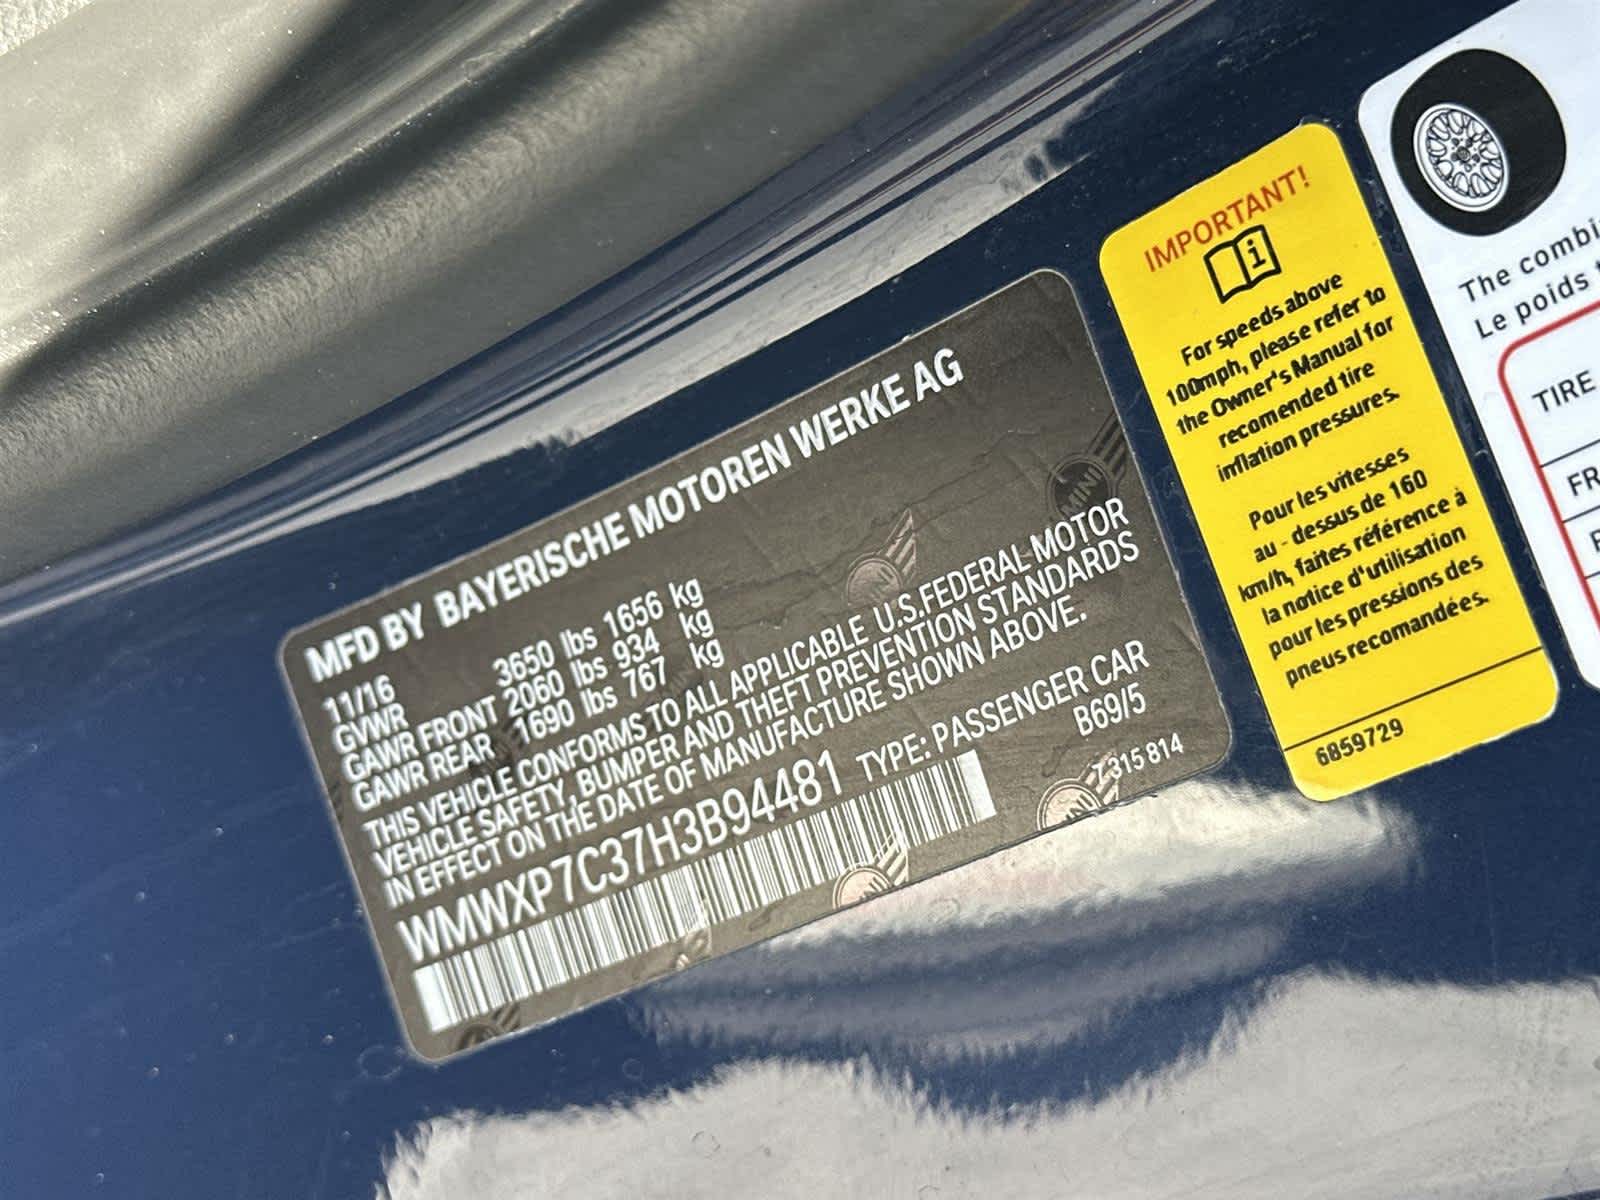 MFD BY BAYERISCHE MOTOREN WERKE AG
11/16
GVWR 3650 lbs 1656 kg
GAWR FRONT 2060 lbs 934 kg
GAWR REAR 1690 lbs 767 kg
THIS VEHICLE CONFORMS TO ALL APPLICABLE U.S.FEDERAL MOTOR
VEHICLE SAFETY, BUMPER AND THEFT PREVENTION STANDARDS
IN EFFECT ON THE DATE OF MANUFACTURE SHOWN ABOVE.
WMWXP7C37H3B94481 TYPE: PASSENGER CAR
B69/5
7 315 814
MINI
MINI
MINI
MINI
IMPORTANT!
i
For speeds above
100mph, please refer to
the Owner's Manual for
recomended tire
inflation pressures.
Pour les vitesses
au - dessus de 160
km/h, faites référence à
la notice d'utilisation
pour les pressions des
pneus recomandées.
6859729
The combi
Le poids
TIRE
FR